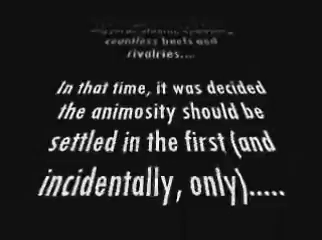 countless beefs and
rivalries...
In that time, it was decided
the animosity should be
settled in the first (and
incidentally, only).....